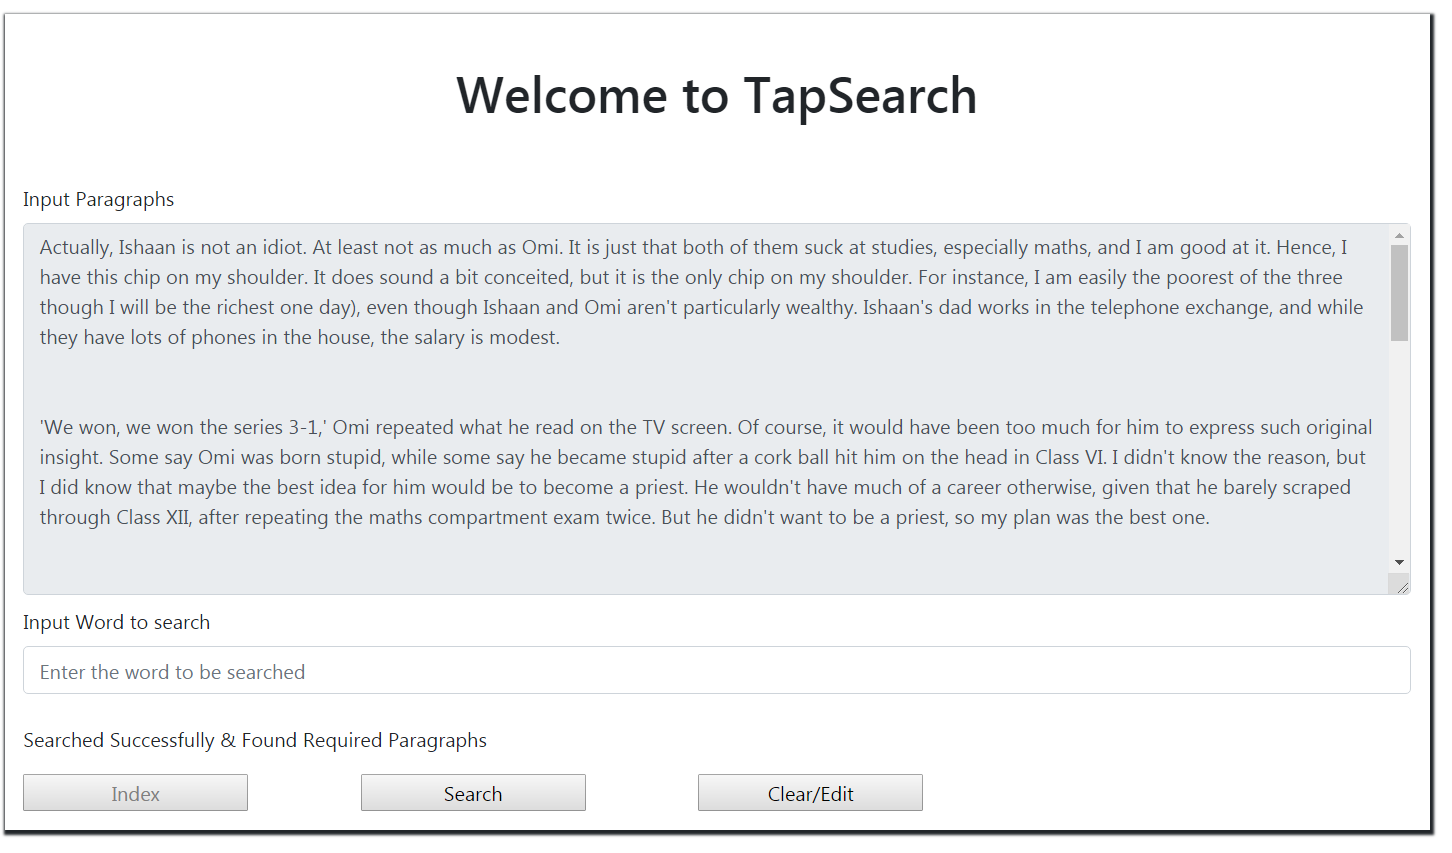 Welcome to TapSearch
Input Paragraphs
Actually, Ishaan is not an idiot. At least not as much as Omi. It is just that both of them suck at studies, especially maths, and I am good at it. Hence, I
have this chip on my shoulder. It does sound a bit conceited, but it is the only chip on my shoulder. For instance, I am easily the poorest of the three
though I will be the richest one day), even though Ishaan and Omi aren't particularly wealthy. Ishaan's dad works in the telephone exchange, and while
they have lots of phones in the house, the salary is modest.
'We won, we won the series 3-1,' Omi repeated what he read on the TV screen. Of course, it would have been too much for him to express such original
insight. Some say Omi was born stupid, while some say he became stupid after a cork ball hit him on the head in Class VI. I didn't know the reason, but
I did know that maybe the best idea for him would be to become a priest. He wouldn't have much of a career otherwise, given that he barely scraped
through Class XII, after repeating the maths compartment exam twice. But he didn't want to be a priest, so my plan was the best one.
Input Word to search
Enter the word to be searched
Searched Successfully & Found Required Paragraphs
Index Search Clear/Edit